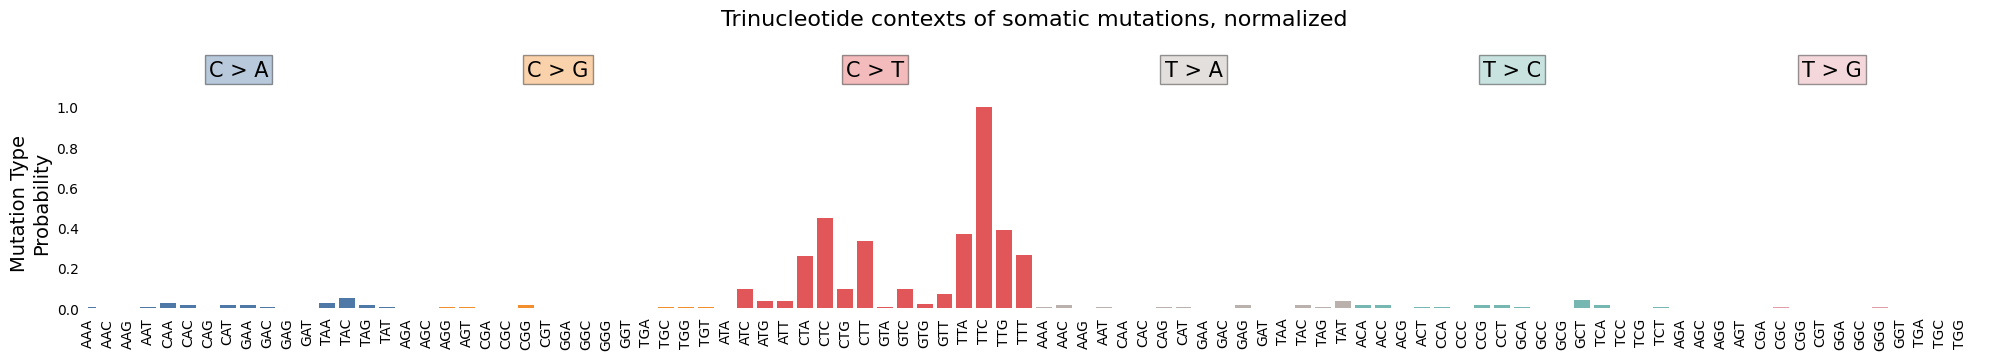 Trinucleotide contexts of somatic mutations, normalized
C > A
C > G
C > T
T > A
T > C
T > G
Mutation Type
Probability
1.0
0.8
0.6
0.4
0.2
0.0
AAA
AAC
AAG
AAT
CAA
CAC
CAG
CAT
GAA
GAC
GAG
GAT
TAA
TAC
TAG
TAT
AGA
AGC
AGG
AGT
CGA
CGC
CGG
CGT
GGA
GGC
GGG
GGT
TGA
TGC
TGG
TGT
ATA
ATC
ATG
ATT
CTA
CTC
CTG
CTT
GTA
GTC
GTG
GTT
TTA
TTC
TTG
TTT
AAA
AAC
AAG
AAT
CAA
CAC
CAG
CAT
GAA
GAC
GAG
GAT
TAA
TAC
TAG
TAT
ACA
ACC
ACG
ACT
CCA
CCC
CCG
CCT
GCA
GCC
GCG
GCT
TCA
TCC
TCG
TCT
AGA
AGC
AGG
AGT
CGA
CGC
CGG
CGT
GGA
GGC
GGG
GGT
TGA
TGC
TGG